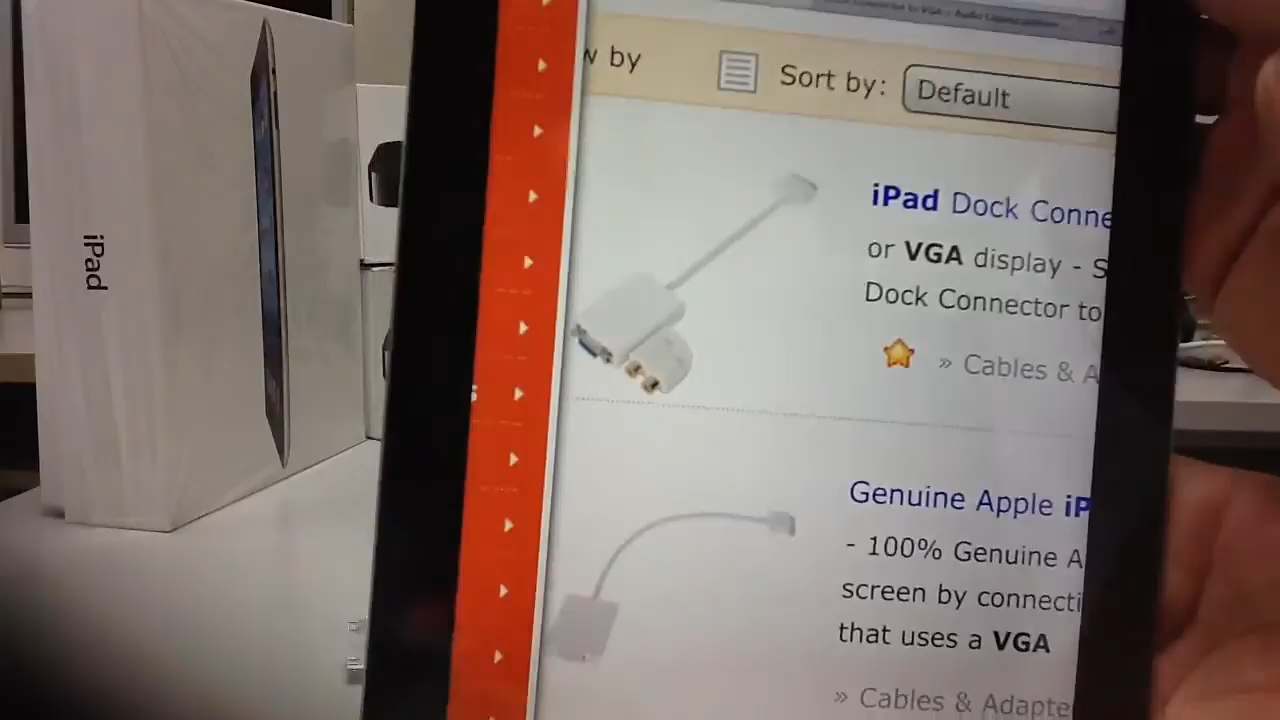 iPad
w by
Sort by:
Default
iPad Dock Conne
or VGA display - S
Dock Connector to
» Cables & A
Genuine Apple iP
- 100% Genuine A
screen by connecti
that uses a VGA
» Cables & Adapte